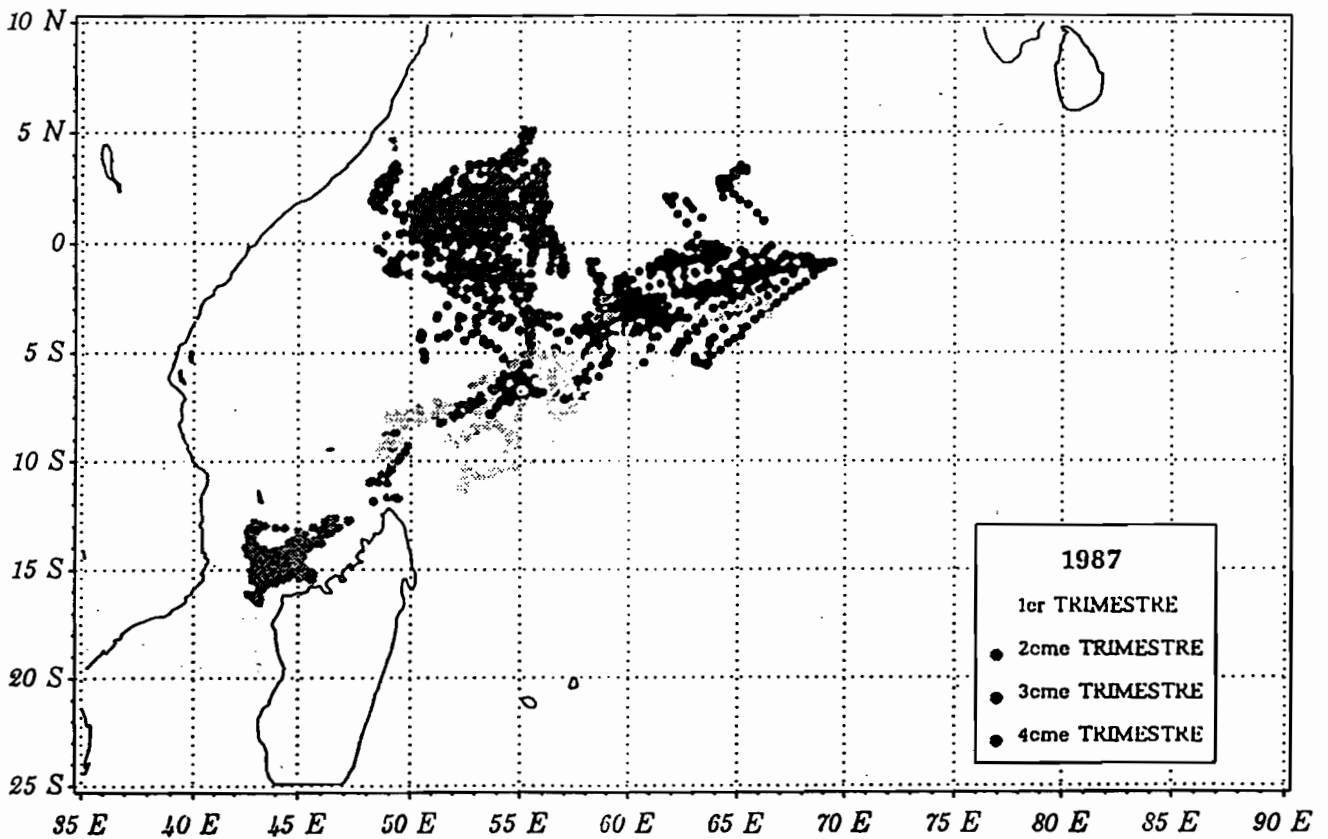 10 N
5 N
0
5 S
10 S
15 S
20 S
25 S
35 E 40 E 45 E 50 E 55 E 60 E 65 E 70 E 75 E 80 E 85 E 90 E
1987
1er TRIMESTRE
2eme TRIMESTRE
3eme TRIMESTRE
4eme TRIMESTRE